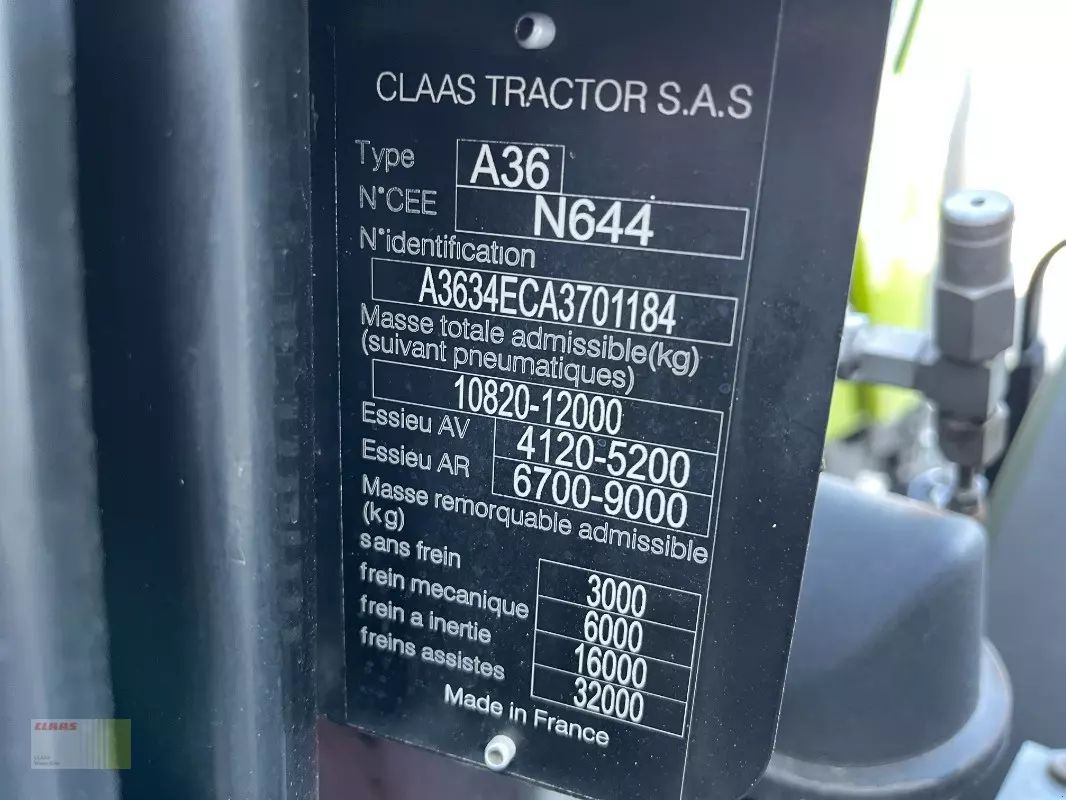 CLAAS TRACTOR S.A.S
Type A36
N°CEE N644
N°identification
A3634ECA3701184
Masse totale admissible(kg)
(suivant pneumatiques)
10820-12000
Essieu AV 4120-5200
Essieu AR 6700-9000
Masse remorquable admissible
(kg)
sans frein 3000
frein mecanique 6000
frein a inertie 16000
freins assistes 32000
Made in France
CLAAS